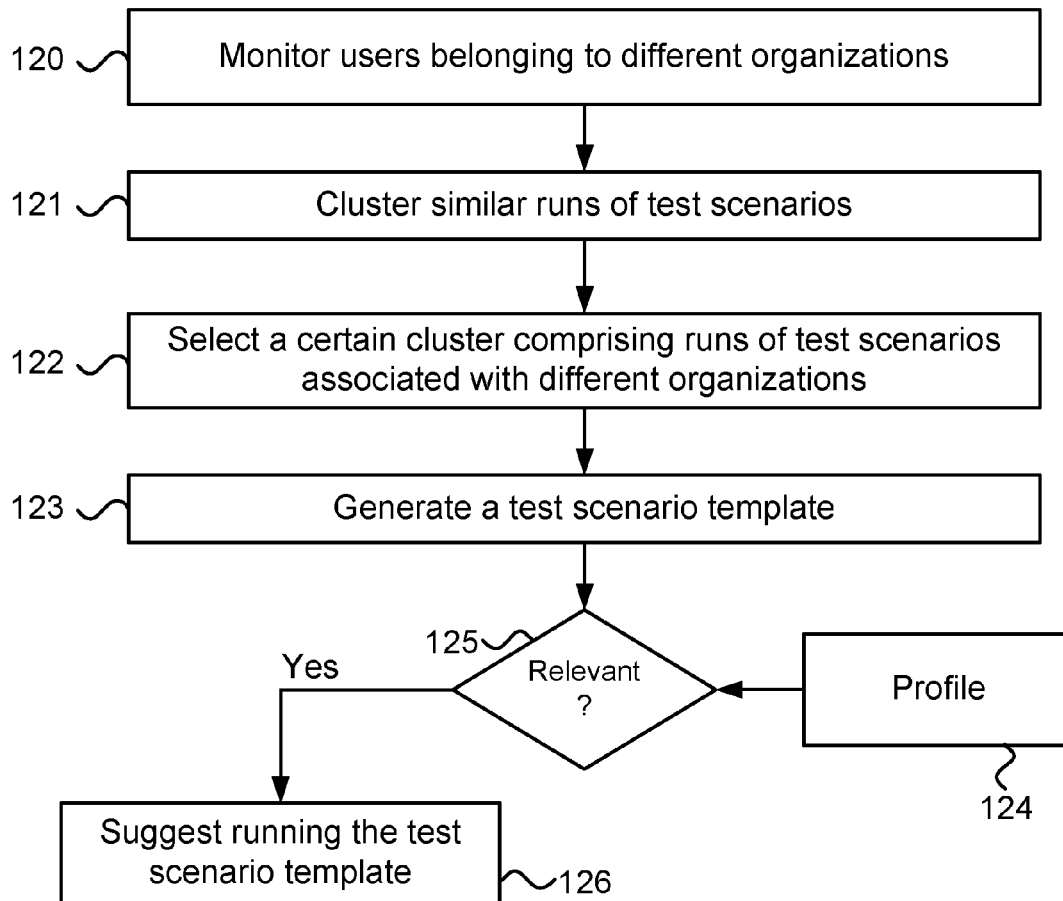 120
Monitor users belonging to different organizations
121
Cluster similar runs of test scenarios
122
Select a certain cluster comprising runs of test scenarios
associated with different organizations
123
Generate a test scenario template
125
Yes
Relevant
?
Profile
124
Suggest running the test
scenario template
126